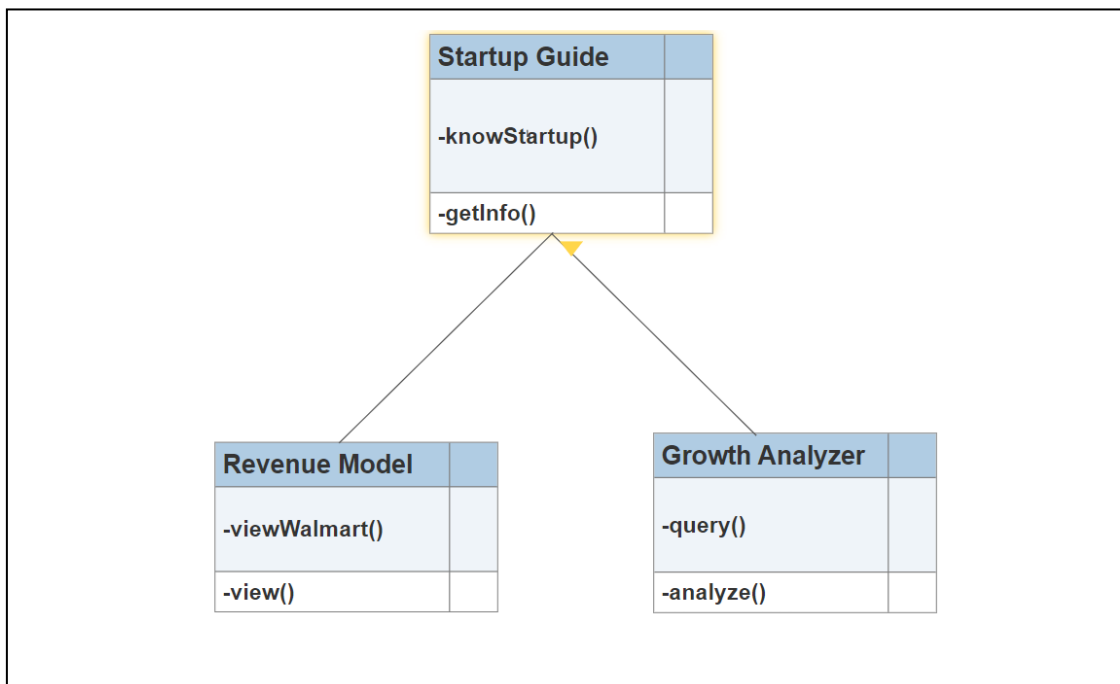 Startup Guide
-knowStartup()
-getInfo()
Revenue Model
-viewWalmart()
-view()
Growth Analyzer
-query()
-analyze()